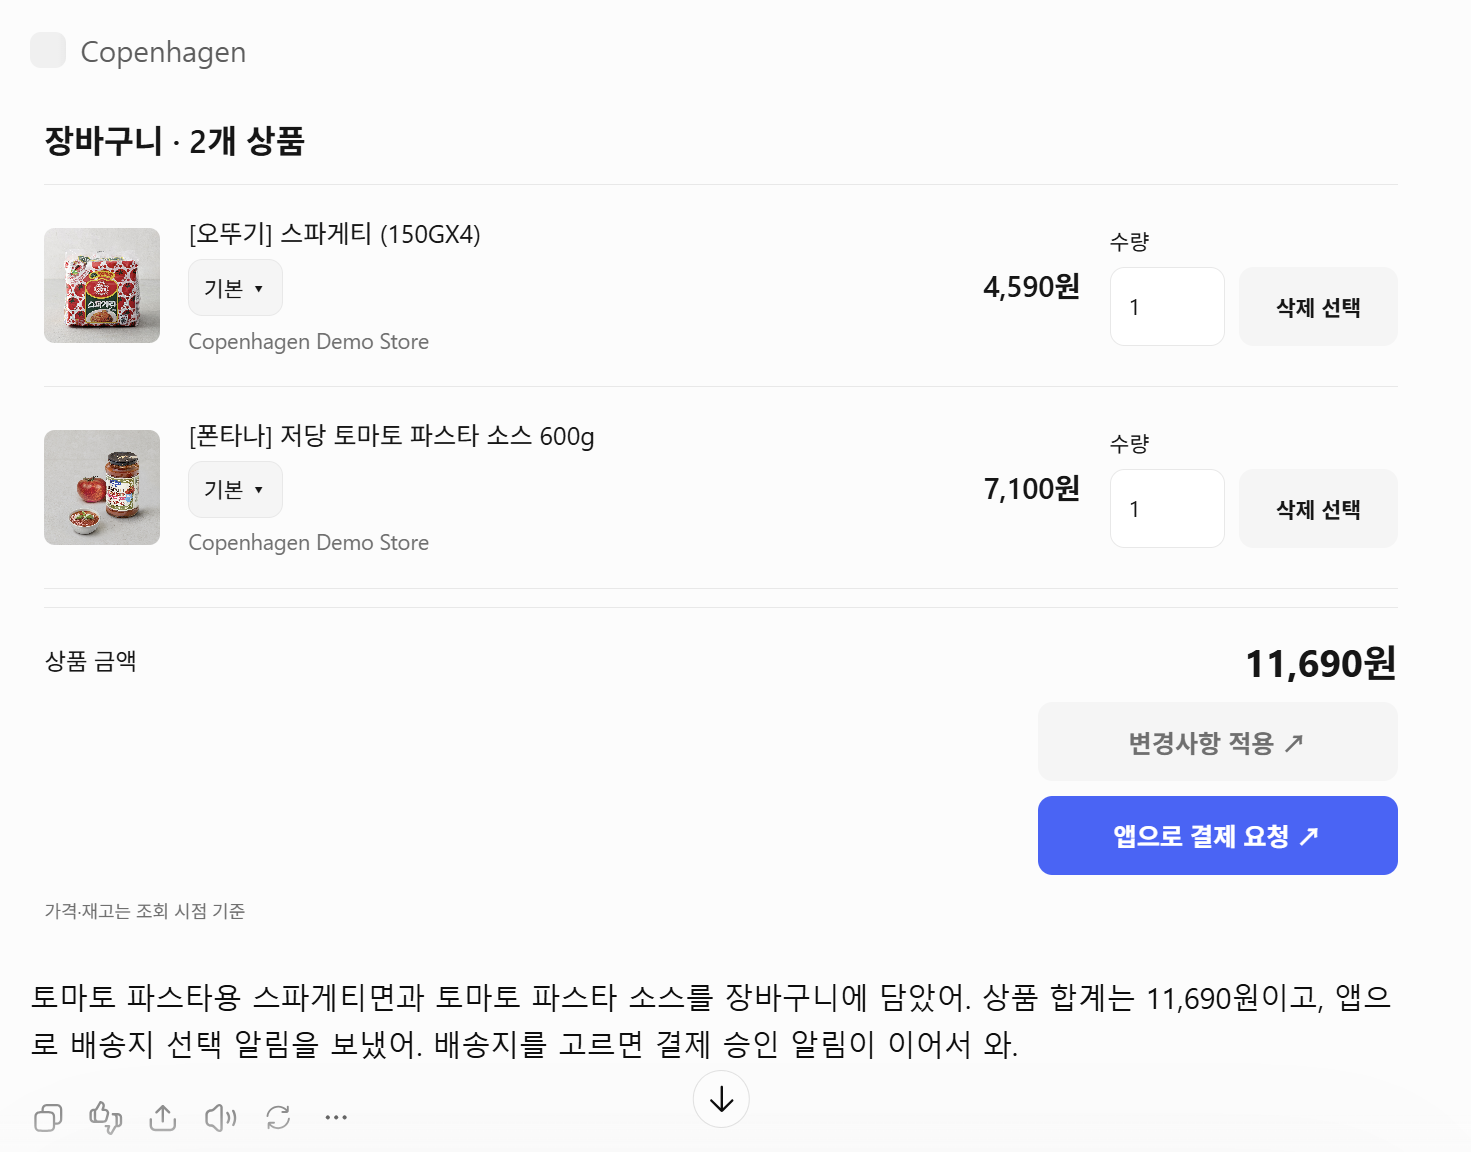 Copenhagen
장바구니 · 2개 상품
[오뚜기] 스파게티 (150GX4)
기본 ▾
Copenhagen Demo Store
4,590원
수량
1
삭제 선택
스파게티
[폰타나] 저당 토마토 파스타 소스 600g
기본 ▾
Copenhagen Demo Store
7,100원
수량
1
삭제 선택
상품 금액
11,690원
변경사항 적용 ↗
앱으로 결제 요청 ↗
가격·재고는 조회 시점 기준
토마토 파스타용 스파게티면과 토마토 파스타 소스를 장바구니에 담았어. 상품 합계는 11,690원이고, 앱으
로 배송지 선택 알림을 보냈어. 배송지를 고르면 결제 승인 알림이 이어서 와.